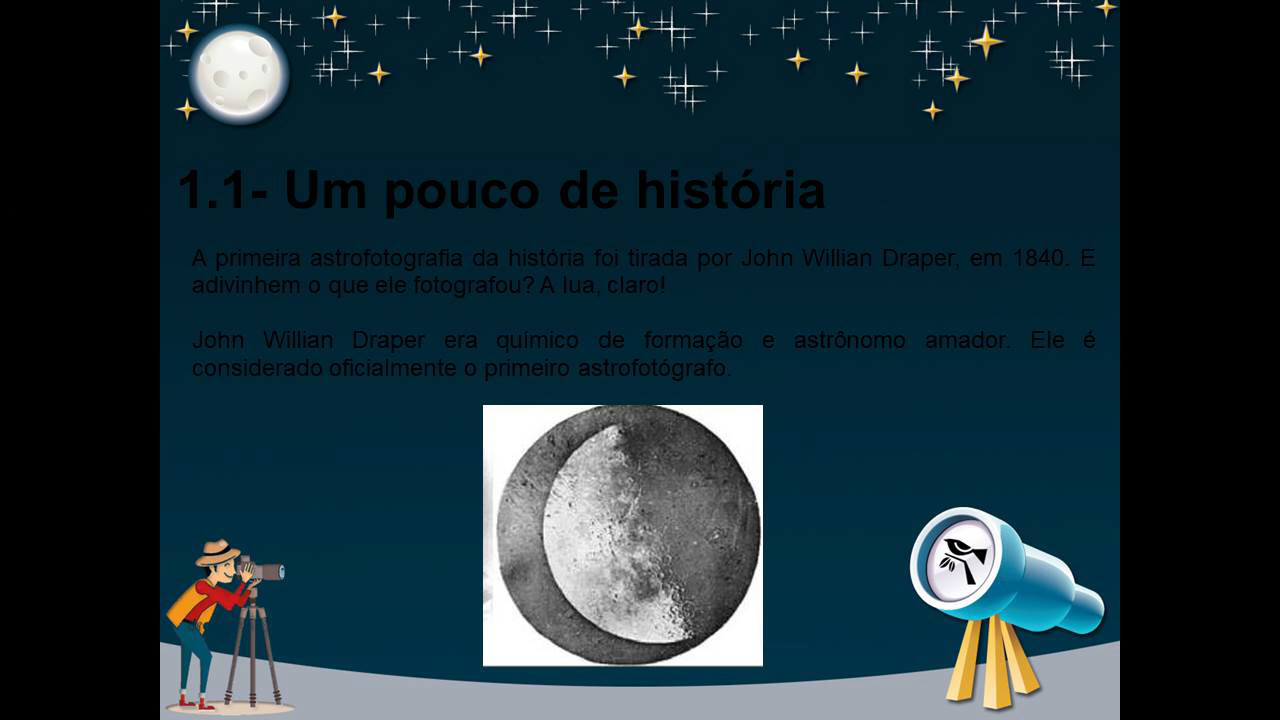 1.1- Um pouco de história
A primeira astrofotografia da história foi tirada por John Willian Draper, em 1840. E
adivinhem o que ele fotografou? A lua, claro!
John Willian Draper era químico de formação e astrônomo amador. Ele é
considerado oficialmente o primeiro astrofotógrafo.